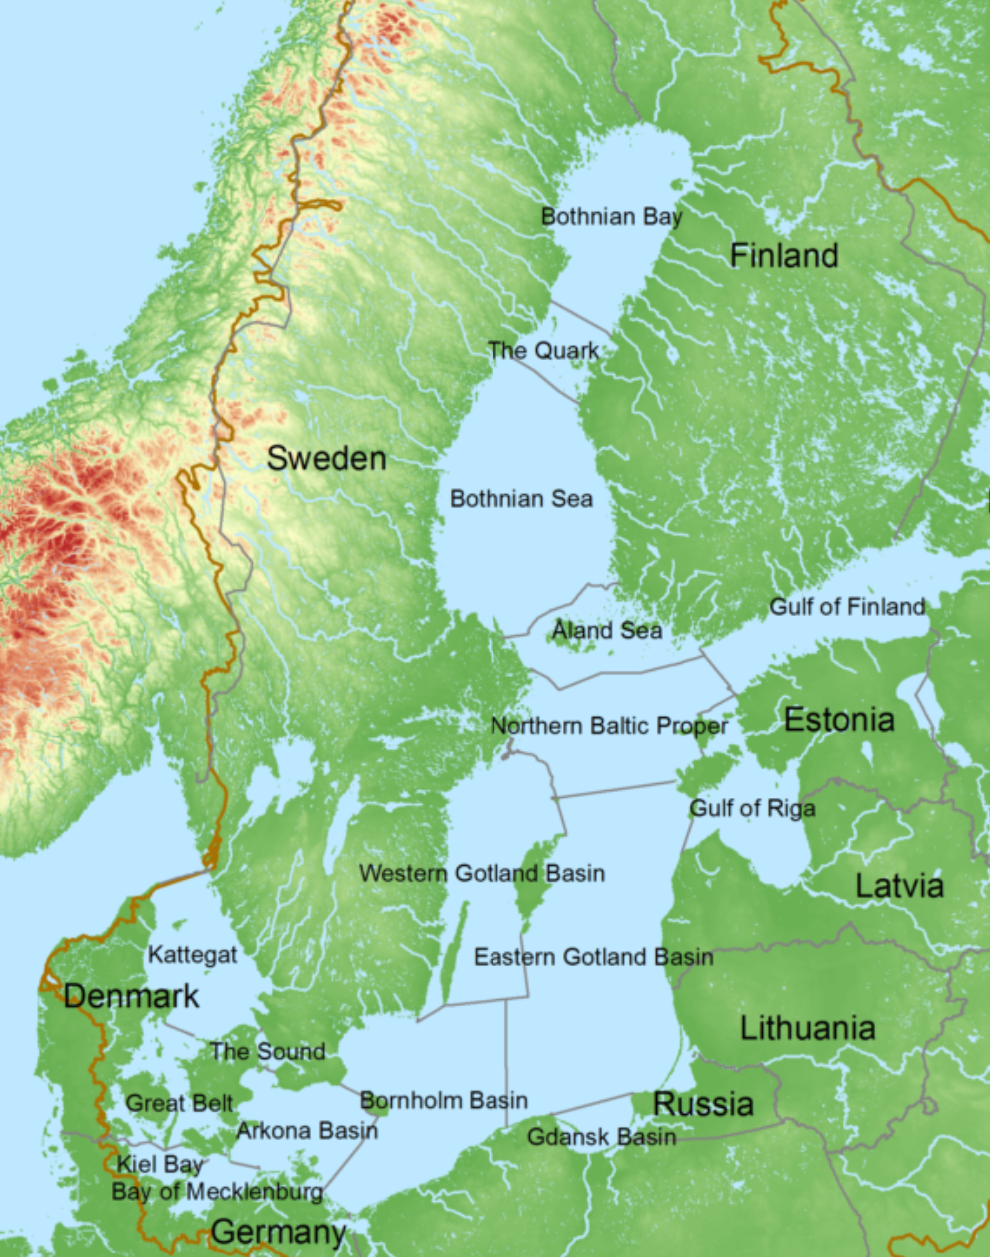 Bothnian Bay
Finland
The Quark
Sweden
Bothnian Sea
Gulf of Finland
Åland Sea
Estonia
Northern Baltic Proper
Gulf of Riga
Western Gotland Basin
Latvia
Kattegat
Eastern Gotland Basin
Denmark
Lithuania
The Sound
Bornholm Basin
Great Belt
Russia
Arkona Basin
Gdansk Basin
Kiel Bay
Bay of Mecklenburg
Germany